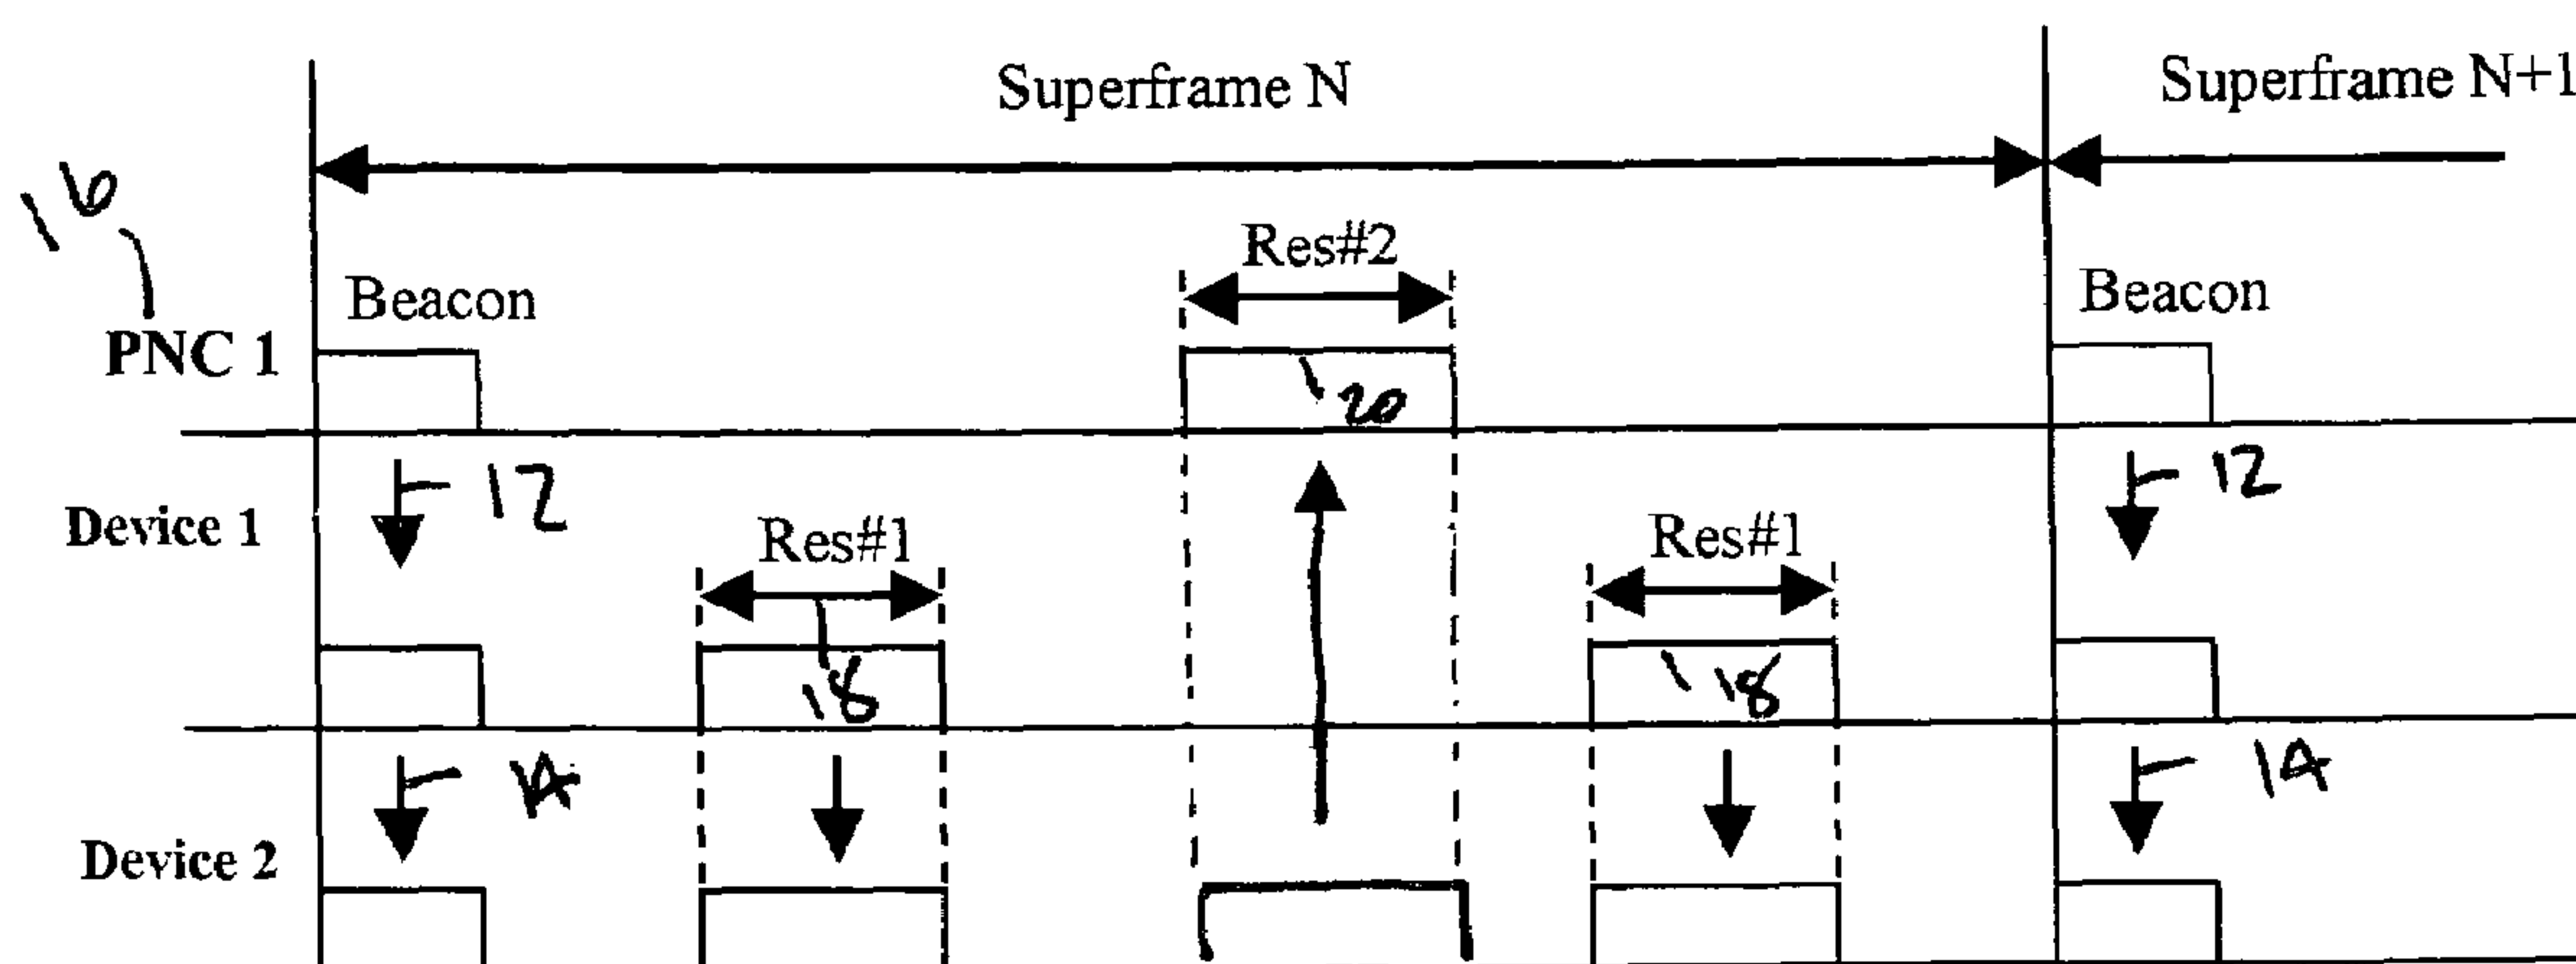 Superframe N
Superframe N+1
16
Res#2
Beacon
Beacon
PNC 1
20
12
12
Device 1
Res#1
Res#1
18
18
14
14
Device 2